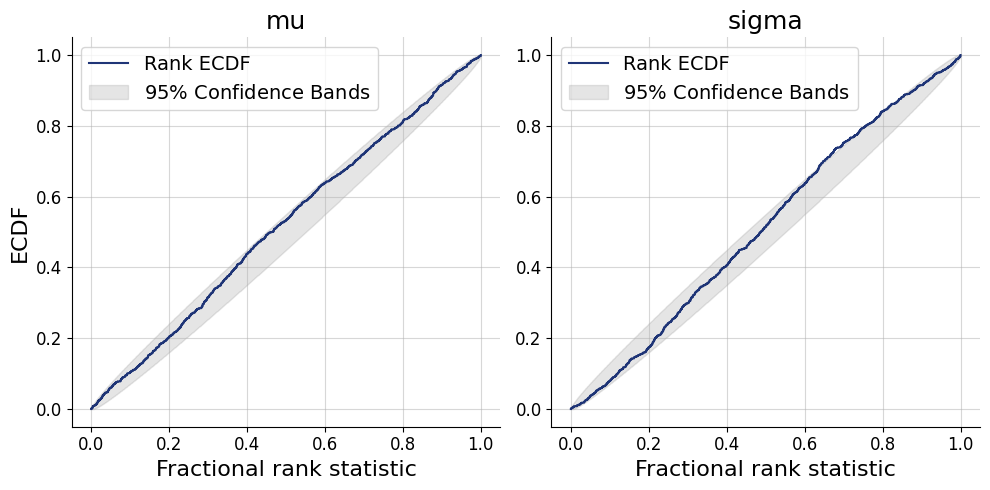 mu
1.0
0.8
0.6
0.4
0.2
0.0
ECDF
Rank ECDF
95% Confidence Bands
0.0 0.2 0.4 0.6 0.8 1.0
Fractional rank statistic
sigma
1.0
0.8
0.6
0.4
0.2
0.0
Rank ECDF
95% Confidence Bands
0.0 0.2 0.4 0.6 0.8 1.0
Fractional rank statistic